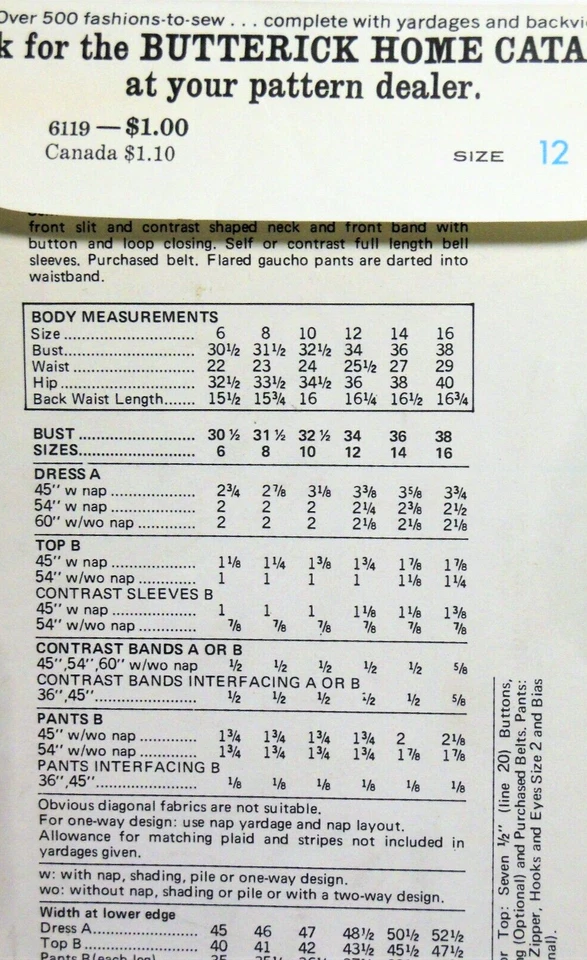 Over 500 fashions-to-sew . . . complete with yardages and
for the BUTTERICK HOME
at your pattern dealer.
6119 — $1.00
Canada $1.10
SIZE 12
front slit and contrast shaped neck and front band with
button and loop closing. Self or contrast full length bell
sleeves. Purchased belt. Flared gaucho pants are darted into
waistband.
BODY MEASUREMENTS
Size .............................. 6 8 10 12 14 16
Bust.............................. 30½ 31½ 32½ 34 36 38
Waist ............................ 22 23 24 25½ 27 29
Hip ............................... 32½ 33½ 34½ 36 38 40
Back Waist Length....... 15½ 15¾ 16 16¼ 16½ 16¾
BUST .......................... 30 ½ 31 ½ 32 ½ 34 36 38
SIZES.......................... 6 8 10 12 14 16
DRESS A
45" w nap ................... 2¾ 2⅞ 3⅛ 3⅜ 3⅝ 3¾
54" w nap ................... 2 2 2 2¼ 2⅜ 2½
60" w/wo nap .............. 2 2 2 2⅛ 2⅛ 2⅛
TOP B
45" w nap ................... 1⅛ 1¼ 1⅜ 1¾ 1⅞ 1⅞
54" w/wo nap .............. 1 1 1 1 1⅛ 1¼
CONTRAST SLEEVES B
45" w nap ................... 1 1 1 1⅛ 1⅛ 1⅜
54" w/wo nap .............. ⅞ ⅞ ⅞ ⅞ ⅞ ⅞
CONTRAST BANDS A OR B
45",54",60" w/wo nap ½ ½ ½ ½ ½ ⅝
CONTRAST BANDS INTERFACING A OR B
36",45"....................... ½ ½ ½ ½ ½ ⅝
PANTS B
45" w/wo nap .............. 1¾ 1¾ 1¾ 1¾ 2 2⅛
54" w/wo nap .............. 1¾ 1¾ 1¾ 1¾ 1⅞ 1⅞
PANTS INTERFACING B
36",45"....................... ⅛ ⅛ ⅛ ⅛ ⅛ ⅛
Obvious diagonal fabrics are not suitable.
For one-way design: use nap yardage and nap layout.
Allowance for matching plaid and stripes not included in
yardages given.
w: with nap, shading, pile or one-way design.
wo: without nap, shading or pile or with a two-way design.
Width at lower edge
Dress A....................... 45 46 47 48½ 50½ 52½
Top B.......................... 40 41 42 43½ 45½ 47½
Pants B(each leg)
Top: Seven ½" (line 20) Buttons,
(Optional) and Purchased Belts. Pants:
Zipper, Hooks and Eyes Size 2 and Bias